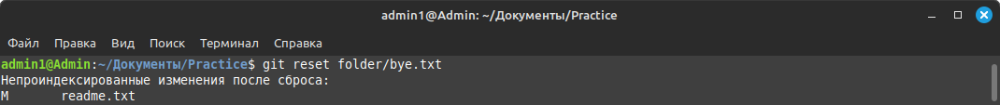 admin1@Admin: ~/Документы/Practice
Файл Правка Вид Поиск Терминал Справка
admin1@Admin:~/Документы/Practice$ git reset folder/bye.txt
Непроиндексированные изменения после сброса:
M	readme.txt